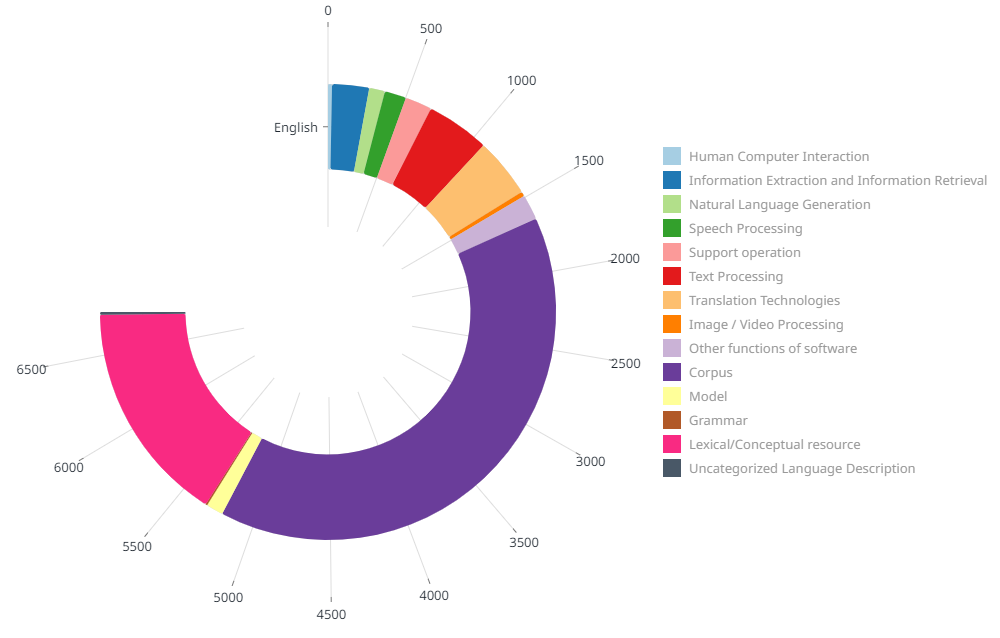 0
500
1000
1500
2000
2500
3000
3500
4000
4500
5000
5500
6000
6500
English
Human Computer Interaction
Information Extraction and Information Retrieval
Natural Language Generation
Speech Processing
Support operation
Text Processing
Translation Technologies
Image / Video Processing
Other functions of software
Corpus
Model
Grammar
Lexical/Conceptual resource
Uncategorized Language Description